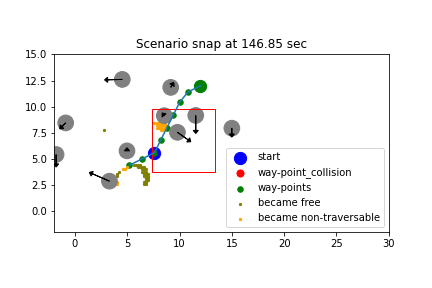 Scenario snap at 146.85 sec
15.0
12.5
10.0
7.5
5.0
2.5
0.0
start
way-point_collision
way-points
became free
became non-traversable
0 5 10 15 20 25 30